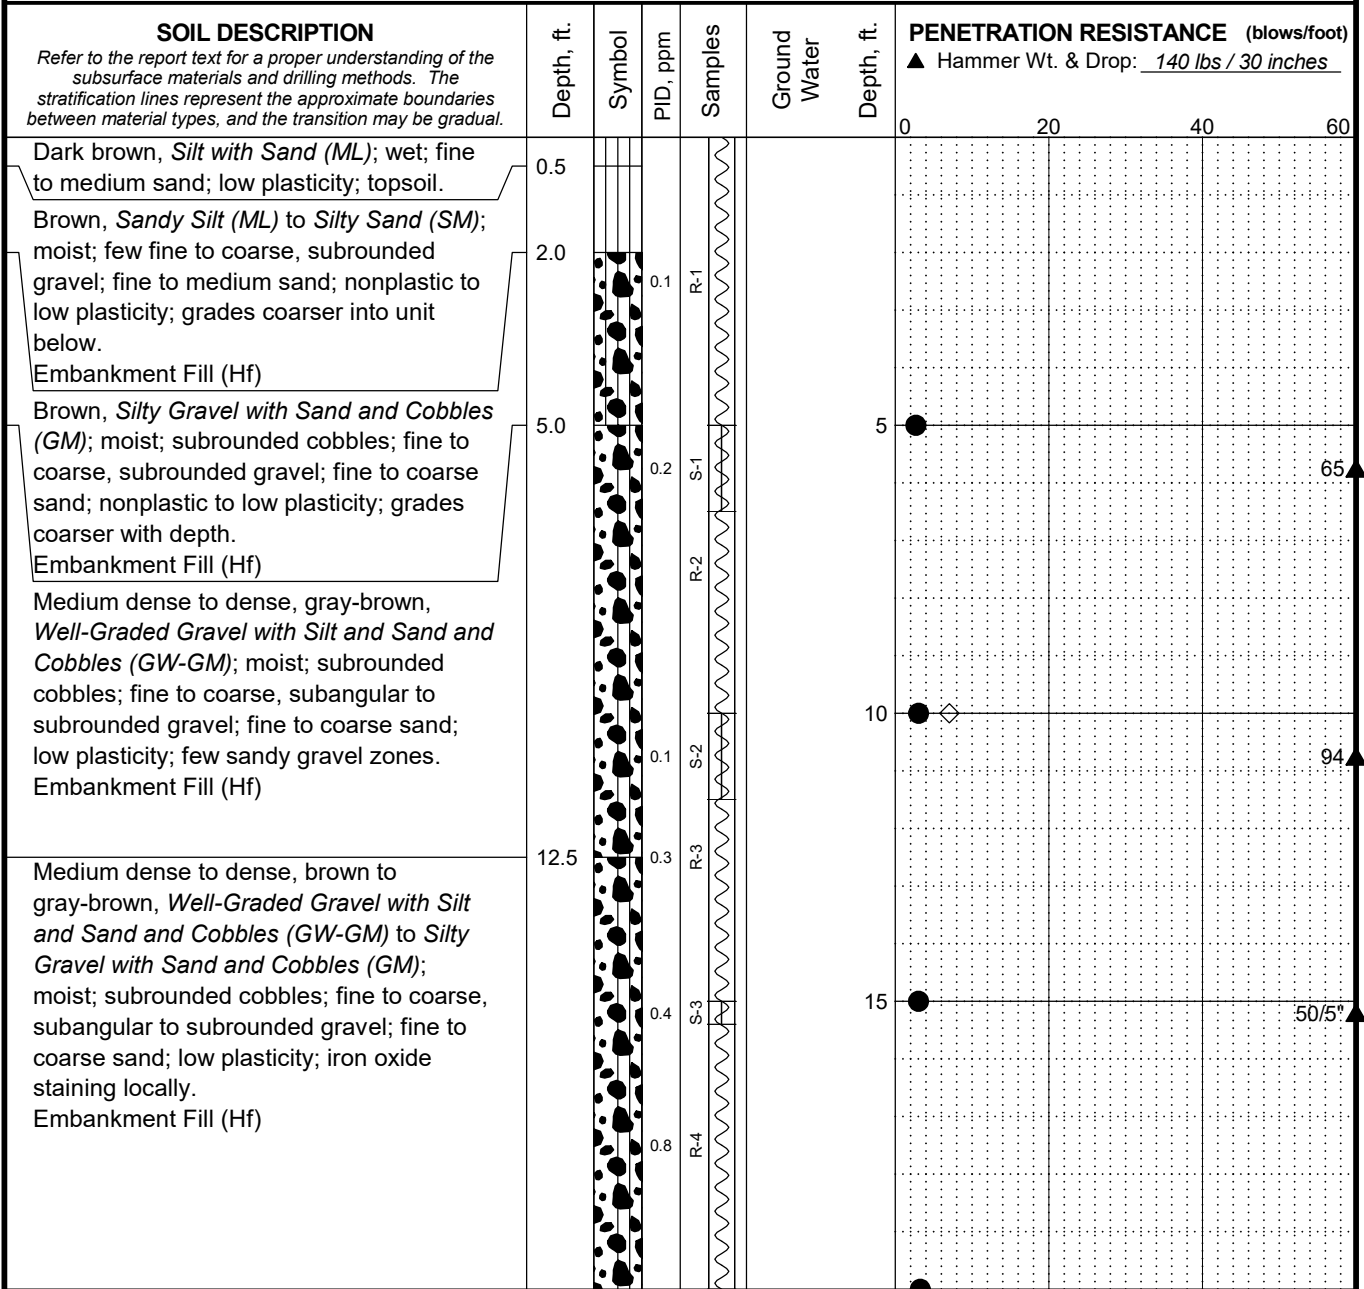 SOIL DESCRIPTION
Refer to the report text for a proper understanding of the
subsurface materials and drilling methods. The
stratification lines represent the approximate boundaries
between material types, and the transition may be gradual.
Depth, ft.
Symbol
PID, ppm
Samples
Ground
Water
Depth, ft.
PENETRATION RESISTANCE (blows/foot)
▲ Hammer Wt. & Drop: 140 lbs / 30 inches
0 20 40 60
Dark brown, Silt with Sand (ML); wet; fine
to medium sand; low plasticity; topsoil.
0.5
Brown, Sandy Silt (ML) to Silty Sand (SM);
moist; few fine to coarse, subrounded
gravel; fine to medium sand; nonplastic to
low plasticity; grades coarser into unit
below.
Embankment Fill (Hf)
2.0
0.1
R-1
Brown, Silty Gravel with Sand and Cobbles
(GM); moist; subrounded cobbles; fine to
coarse, subrounded gravel; fine to coarse
sand; nonplastic to low plasticity; grades
coarser with depth.
Embankment Fill (Hf)
5.0
5
0.2
S-1
65
R-2
Medium dense to dense, gray-brown,
Well-Graded Gravel with Silt and Sand and
Cobbles (GW-GM); moist; subrounded
cobbles; fine to coarse, subangular to
subrounded gravel; fine to coarse sand;
low plasticity; few sandy gravel zones.
Embankment Fill (Hf)
10
0.1
S-2
94
12.5
0.3
R-3
Medium dense to dense, brown to
gray-brown, Well-Graded Gravel with Silt
and Sand and Cobbles (GW-GM) to Silty
Gravel with Sand and Cobbles (GM);
moist; subrounded cobbles; fine to coarse,
subangular to subrounded gravel; fine to
coarse sand; low plasticity; iron oxide
staining locally.
Embankment Fill (Hf)
15
0.4
S-3
50/5"
0.8
R-4